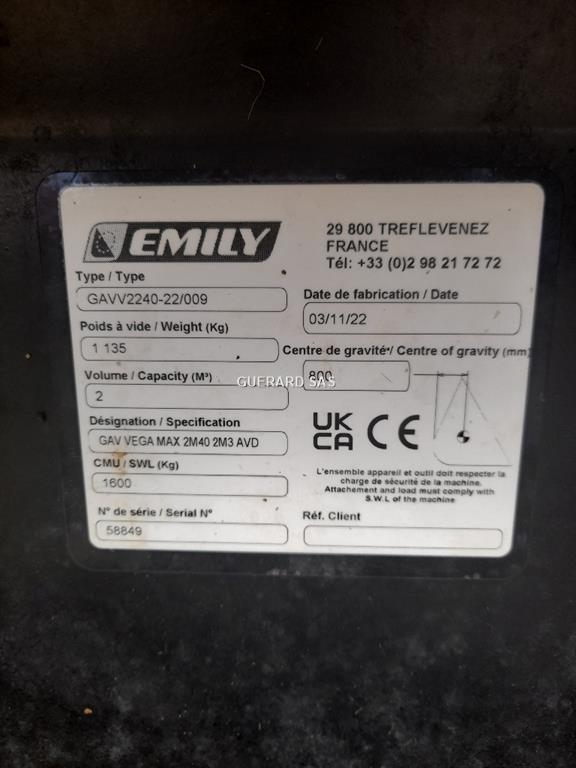 EMILY
29 800 TREFLEVENEZ
FRANCE
Tél: +33 (0)2 98 21 72 72
Type / Type
GAVV2240-22/009
Date de fabrication / Date
03/11/22
Poids à vide / Weight (Kg)
1 135
Centre de gravité / Centre of gravity (mm)
800
Volume / Capacity (M³)
2
GUERARD SAS
Désignation / Specification
GAV VEGA MAX 2M40 2M3 AVD
UK
CA CE
CMU / SWL (Kg)
1600
L'ensemble appareil et outil doit respecter la
charge de sécurité de la machine.
Attachement and load must comply with
S.W.L of the machine
N° de série / Serial N°
58849
Réf. Client